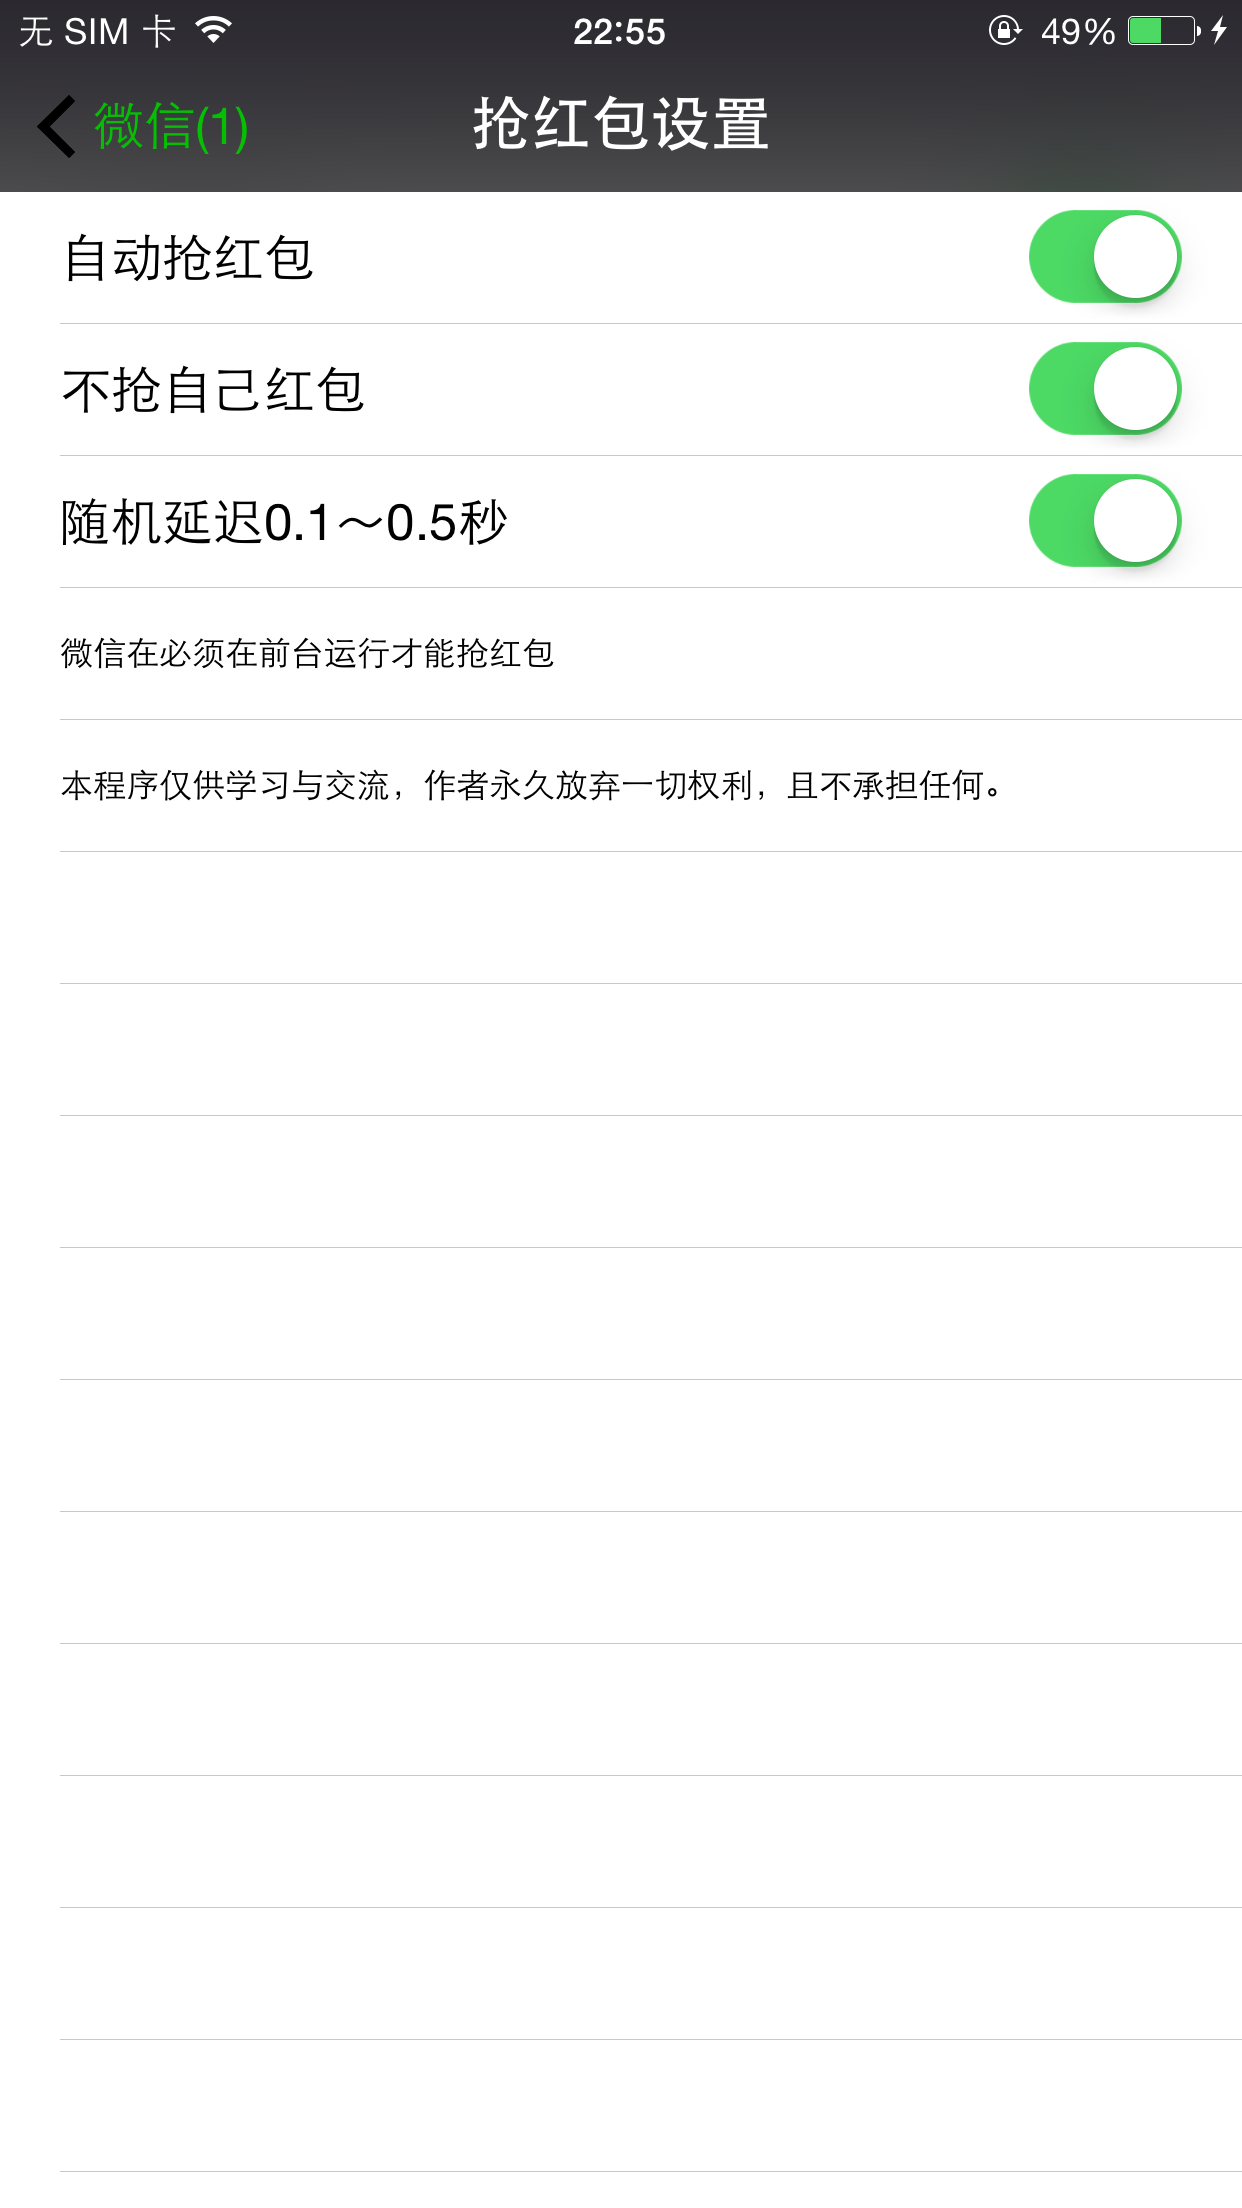 无 SIM 卡
22:55
49%
微信(1)
抢红包设置
自动抢红包
不抢自己红包
随机延迟0.1～0.5秒
微信在必须在前台运行才能抢红包
本程序仅供学习与交流，作者永久放弃一切权利，且不承担任何。